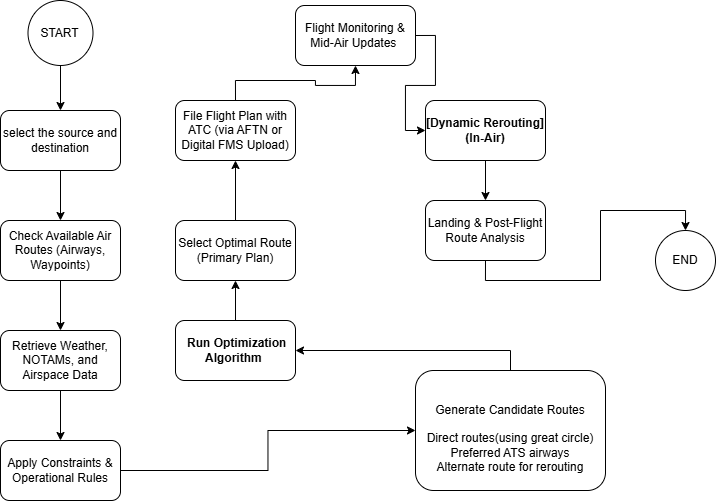 START
select the source and
destination
Check Available Air
Routes (Airways,
Waypoints)
Retrieve Weather,
NOTAMs, and
Airspace Data
Apply Constraints &
Operational Rules
Generate Candidate Routes
Direct routes(using great circle)
Preferred ATS airways
Alternate route for rerouting
Run Optimization
Algorithm
Select Optimal Route
(Primary Plan)
File Flight Plan with
ATC (via AFTN or
Digital FMS Upload)
Flight Monitoring &
Mid-Air Updates
[Dynamic Rerouting]
(In-Air)
Landing & Post-Flight
Route Analysis
END